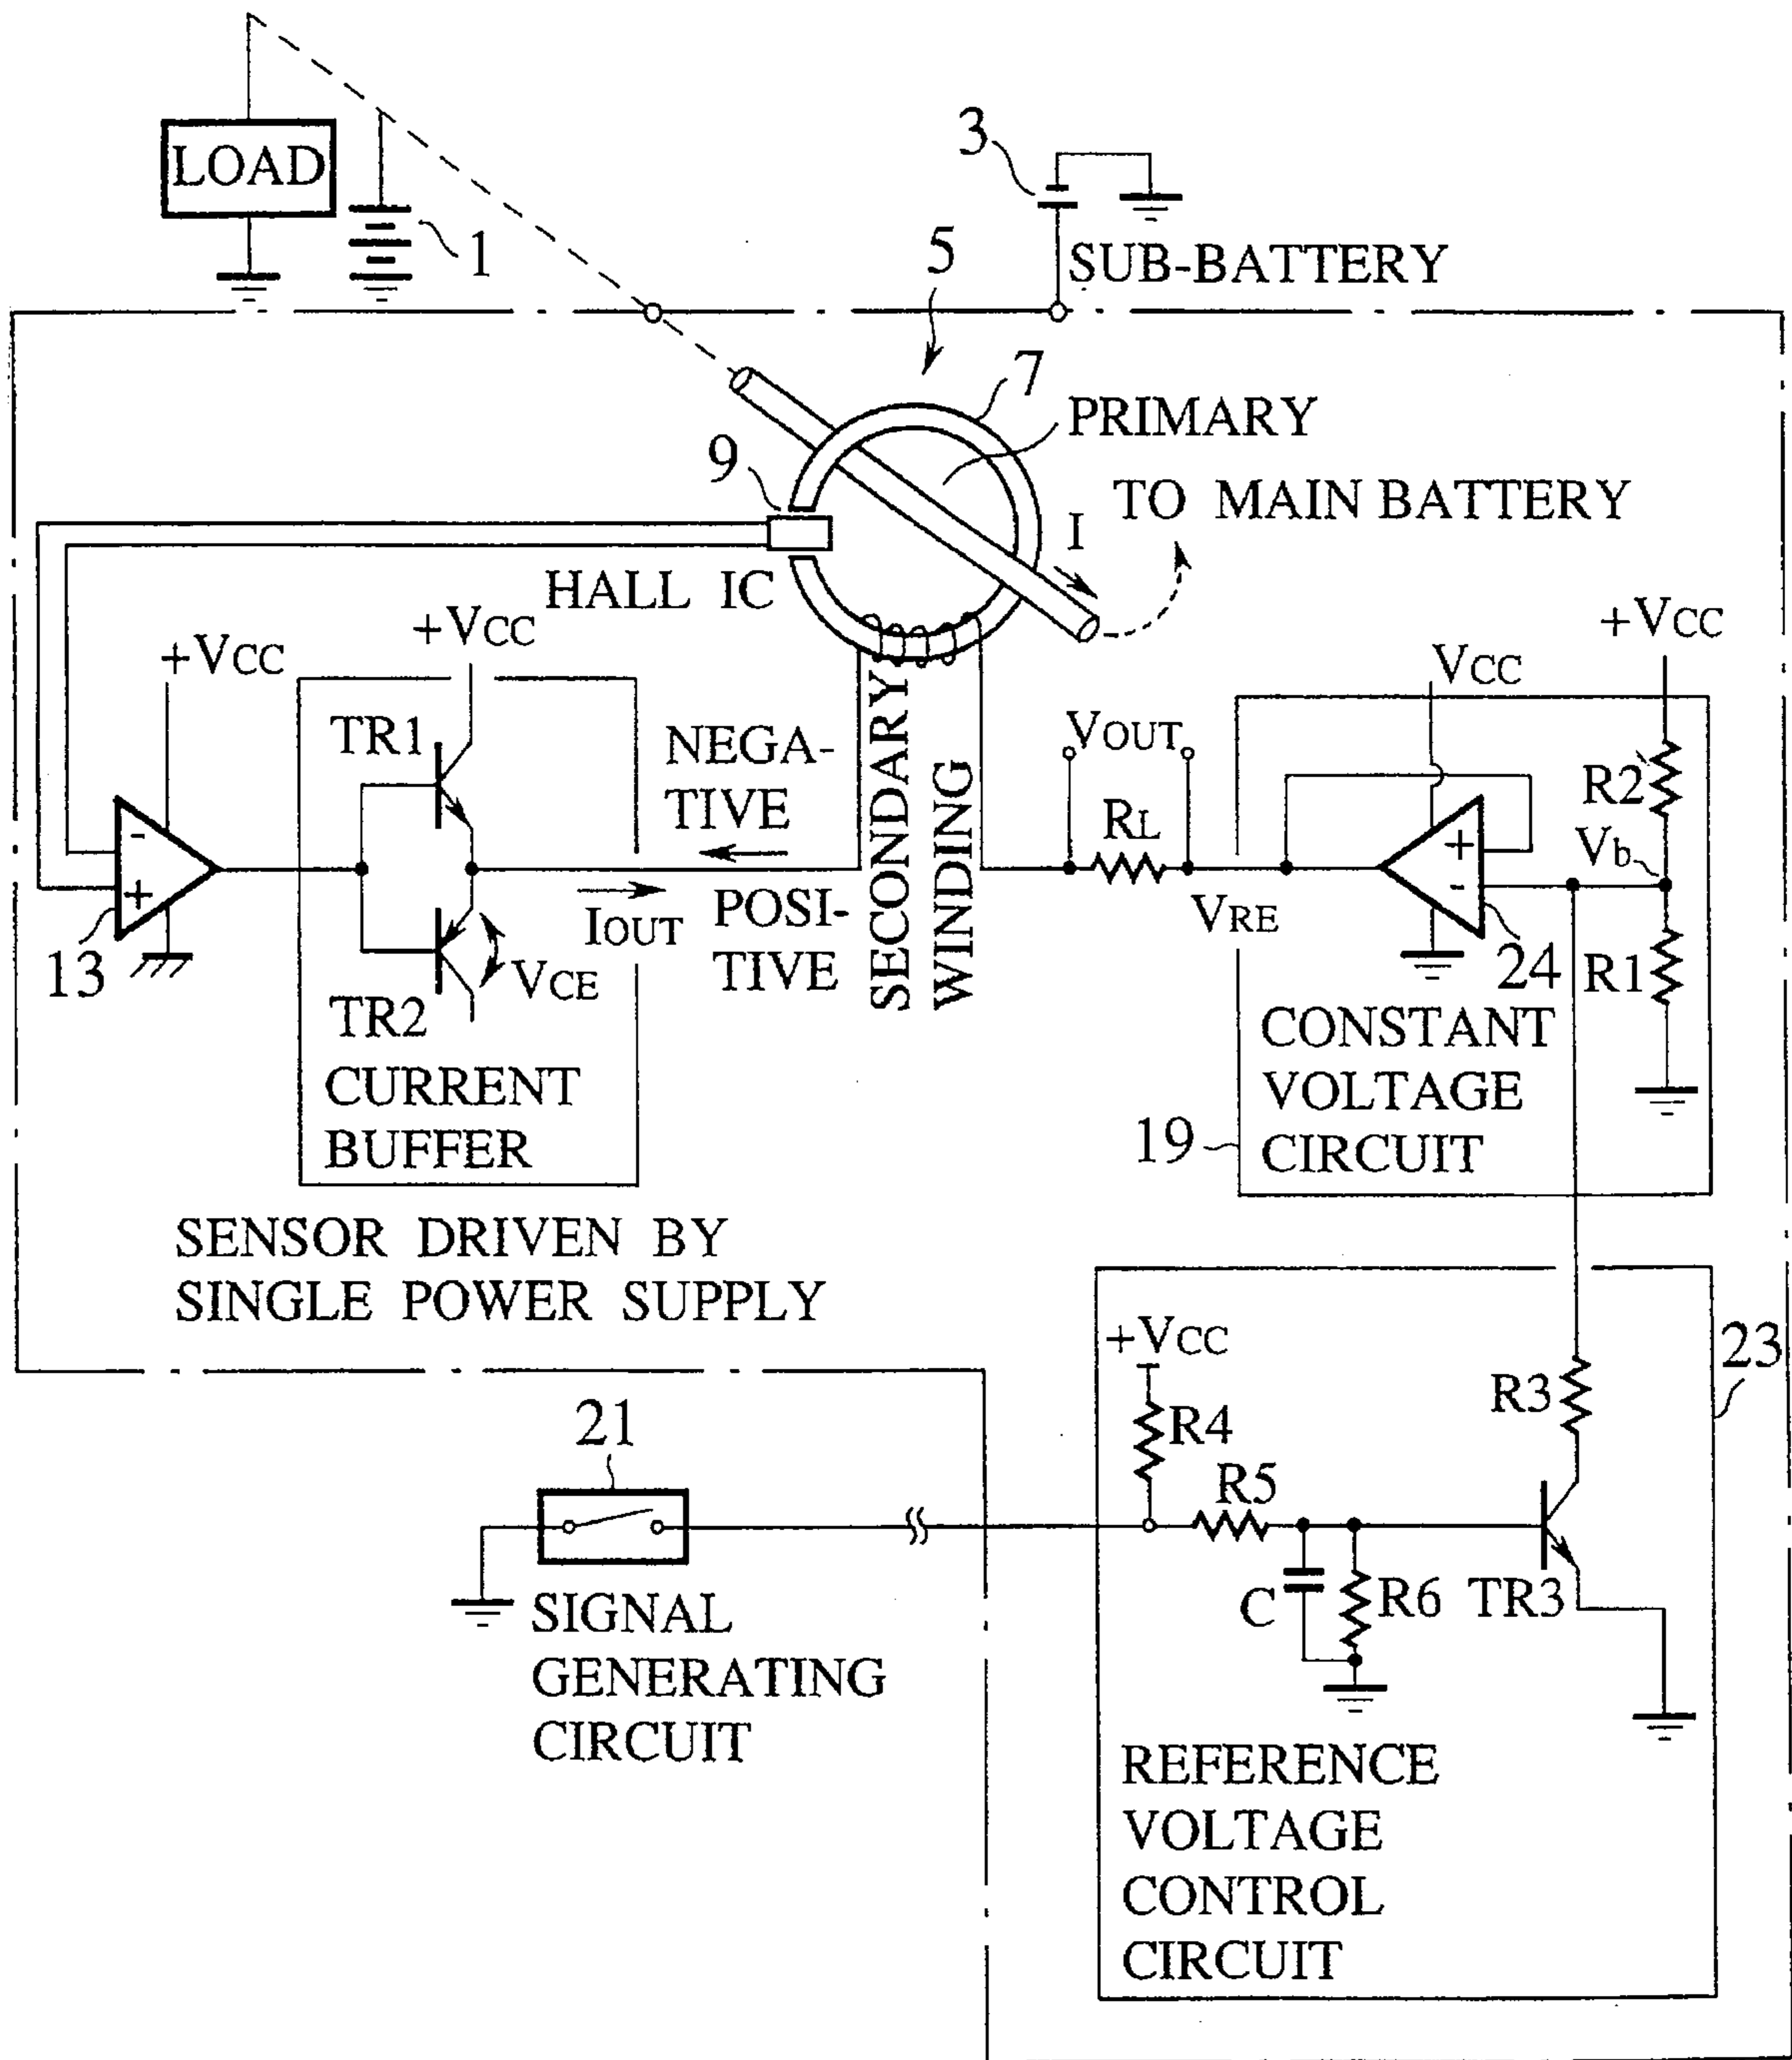 LOAD
1
3
SUB-BATTERY
5
7
PRIMARY
9
TO MAIN BATTERY
I
HALL IC
+VCC
+VCC
+VCC
VCC
TR1
NEGA-
TIVE
SECONDARY
WINDING
VOUT
RL
R2
Vb
-
+
+
-
13
IOUT
POSI-
TIVE
VRE
24
R1
VCE
TR2
CURRENT
BUFFER
CONSTANT
VOLTAGE
CIRCUIT
19
SENSOR DRIVEN BY
SINGLE POWER SUPPLY
+VCC
23
R3
R4
21
R5
SIGNAL
GENERATING
CIRCUIT
C
R6
TR3
REFERENCE
VOLTAGE
CONTROL
CIRCUIT